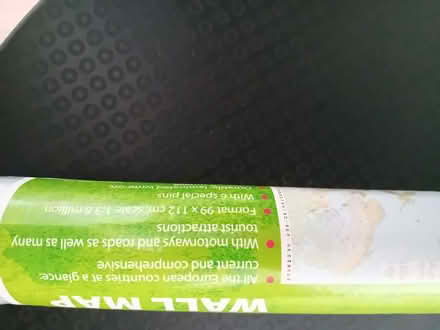 WALL MAP
All the European countries at a glance:
current and comprehensive
With motorways and roads as well as many
tourist attractions
Format 99 x 112 cm, scale 1:3.6 million
With 6 special pins